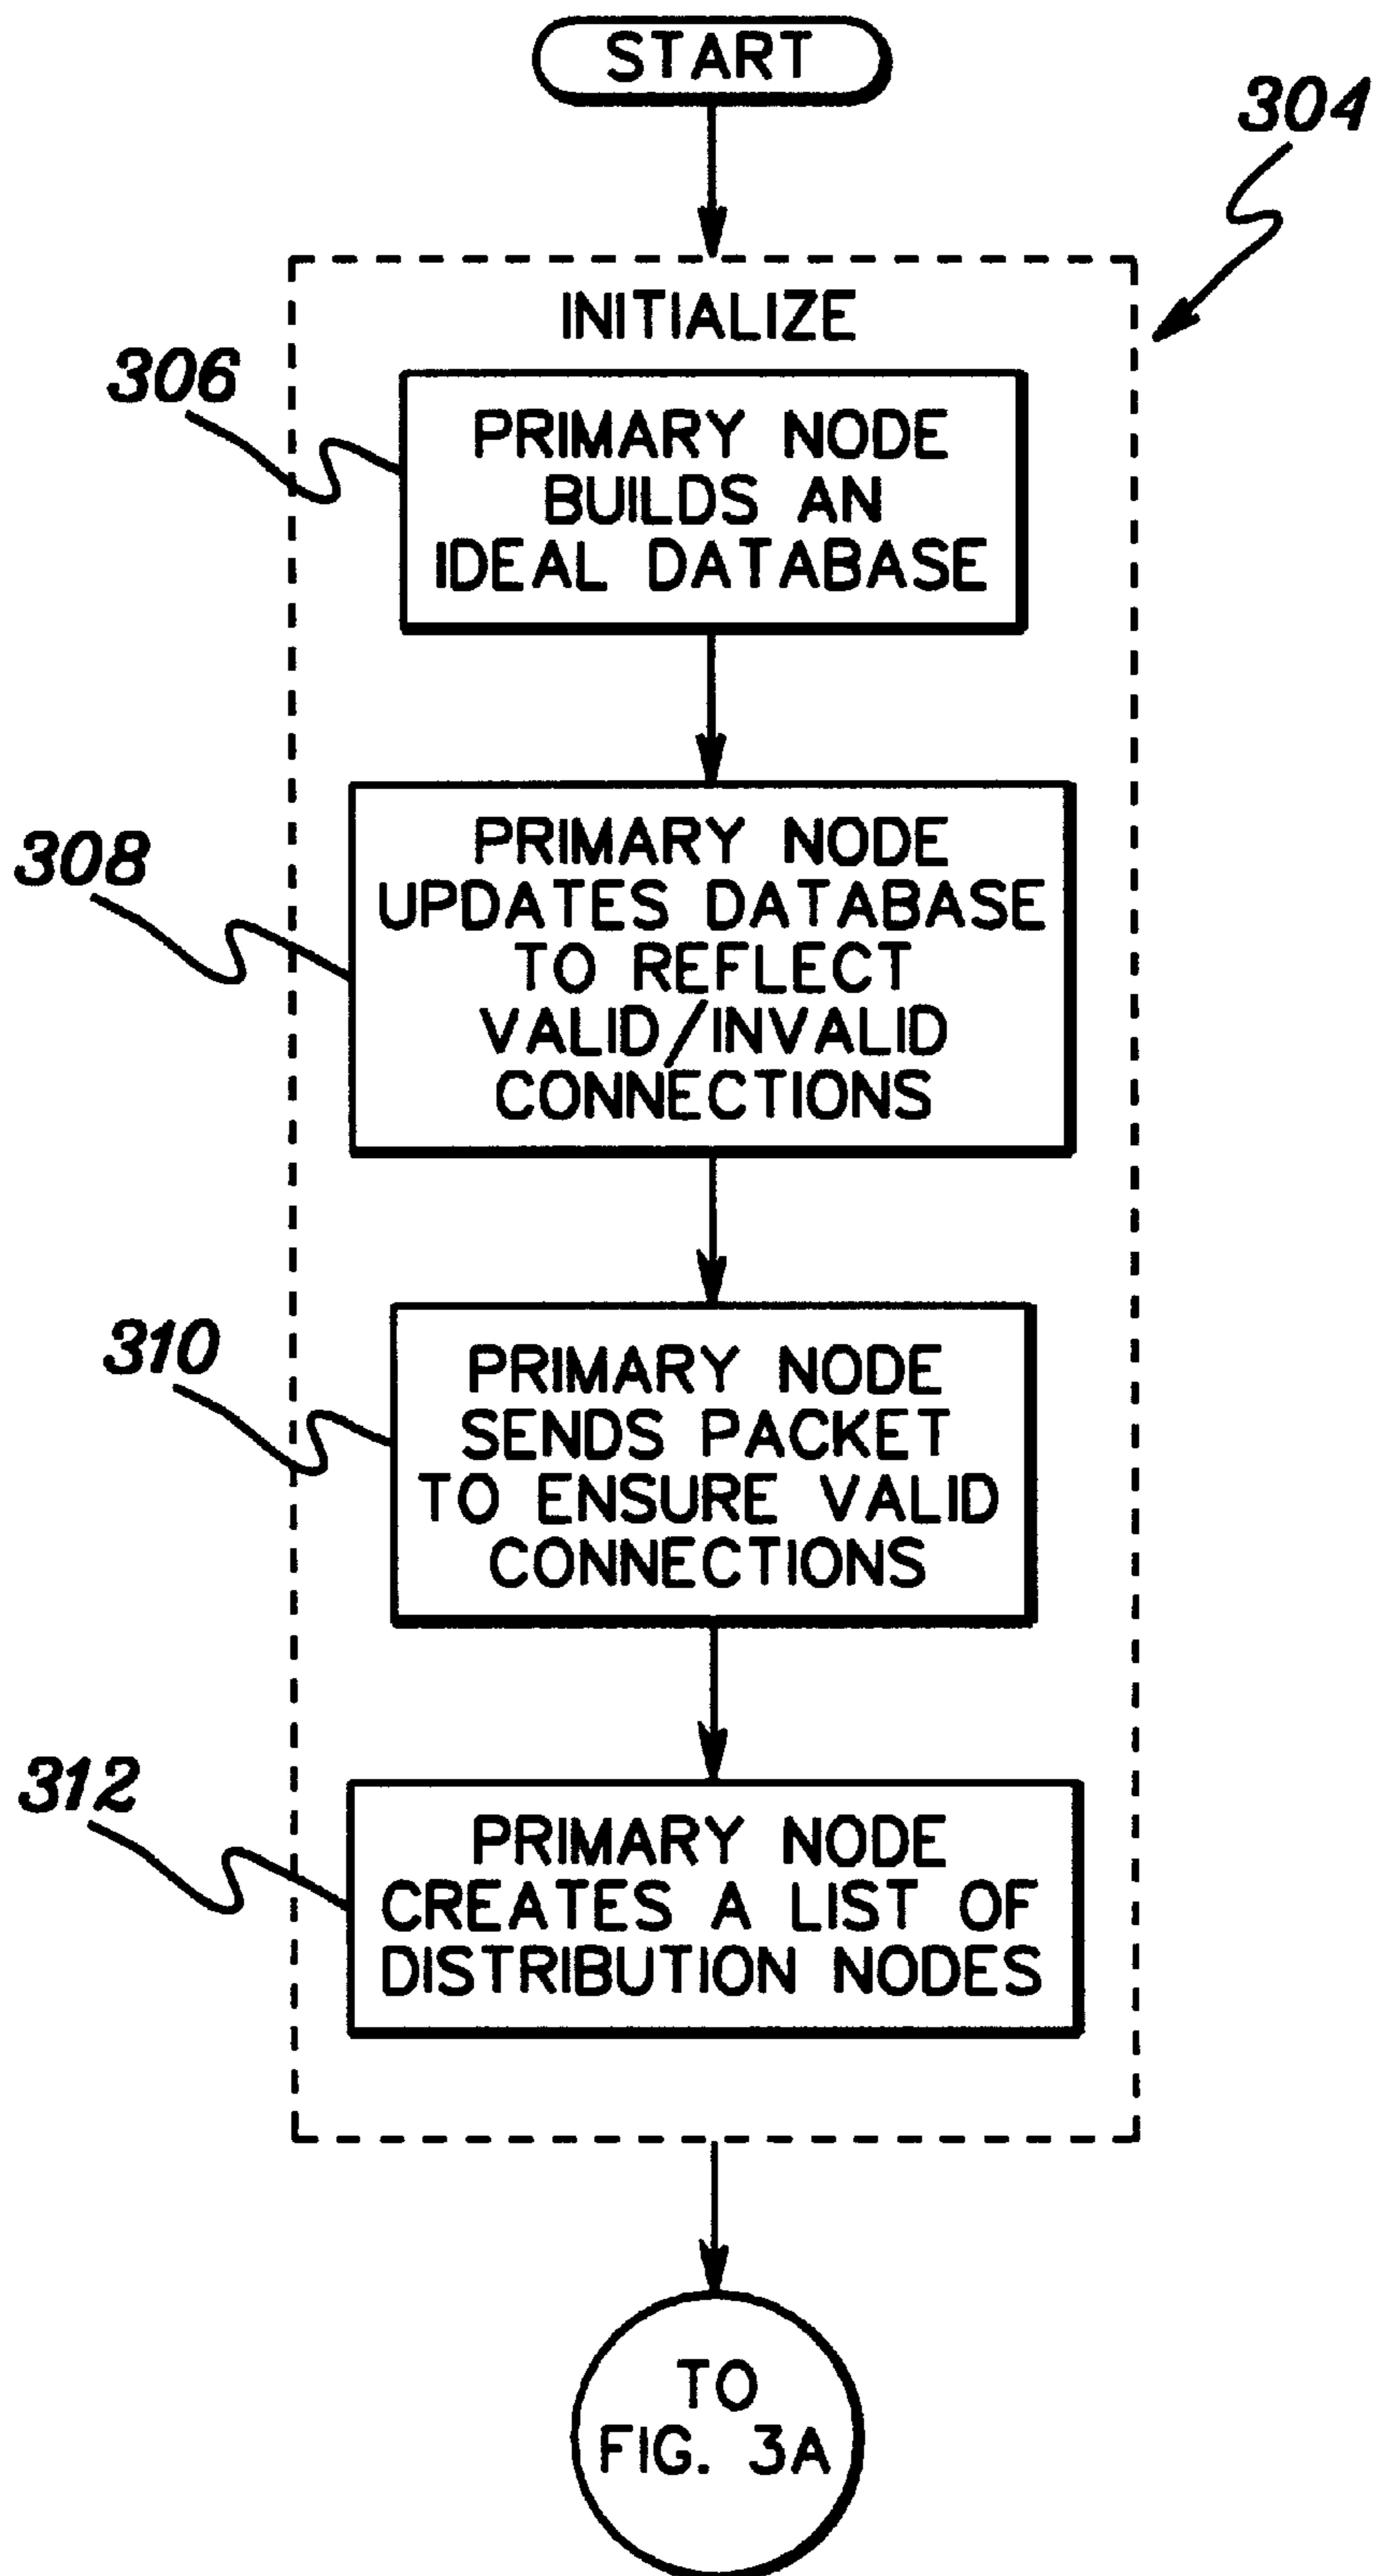 START
304
INITIALIZE
306
PRIMARY NODE
BUILDS AN
IDEAL DATABASE
308
PRIMARY NODE
UPDATES DATABASE
TO REFLECT
VALID/INVALID
CONNECTIONS
310
PRIMARY NODE
SENDS PACKET
TO ENSURE VALID
CONNECTIONS
312
PRIMARY NODE
CREATES A LIST OF
DISTRIBUTION NODES
TO
FIG. 3A